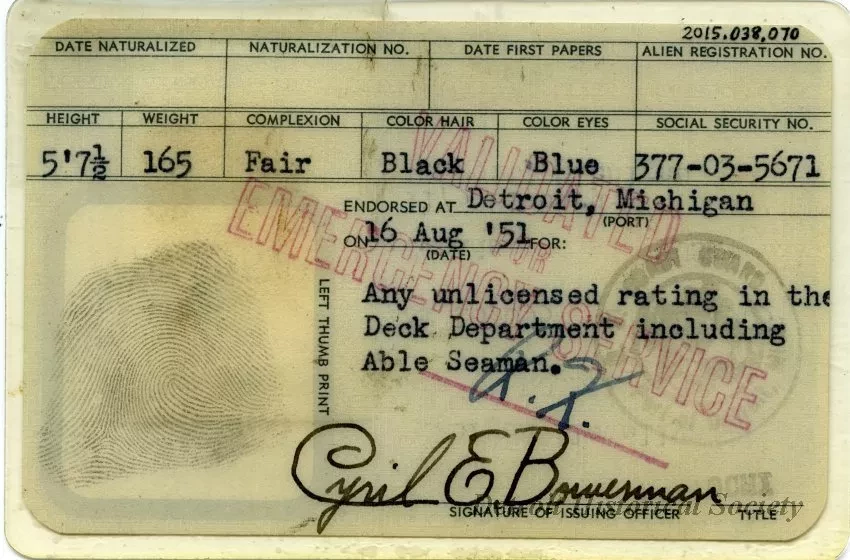 2015.038.070
DATE NATURALIZED NATURALIZATION NO. DATE FIRST PAPERS ALIEN REGISTRATION NO.
HEIGHT WEIGHT COMPLEXION COLOR HAIR COLOR EYES SOCIAL SECURITY NO.
5'7½ 165 Fair Black Blue 377-03-5671
ENDORSED AT Detroit, Michigan
(PORT)
ON 16 Aug '51 FOR:
(DATE)
VALIDATED
FOR
EMERGENCY SERVICE
Any unlicensed rating in the
Deck Department including
Able Seaman.
LEFT THUMB PRINT
Cyril E Bowerman
SIGNATURE OF ISSUING OFFICER TITLE
Historical Society